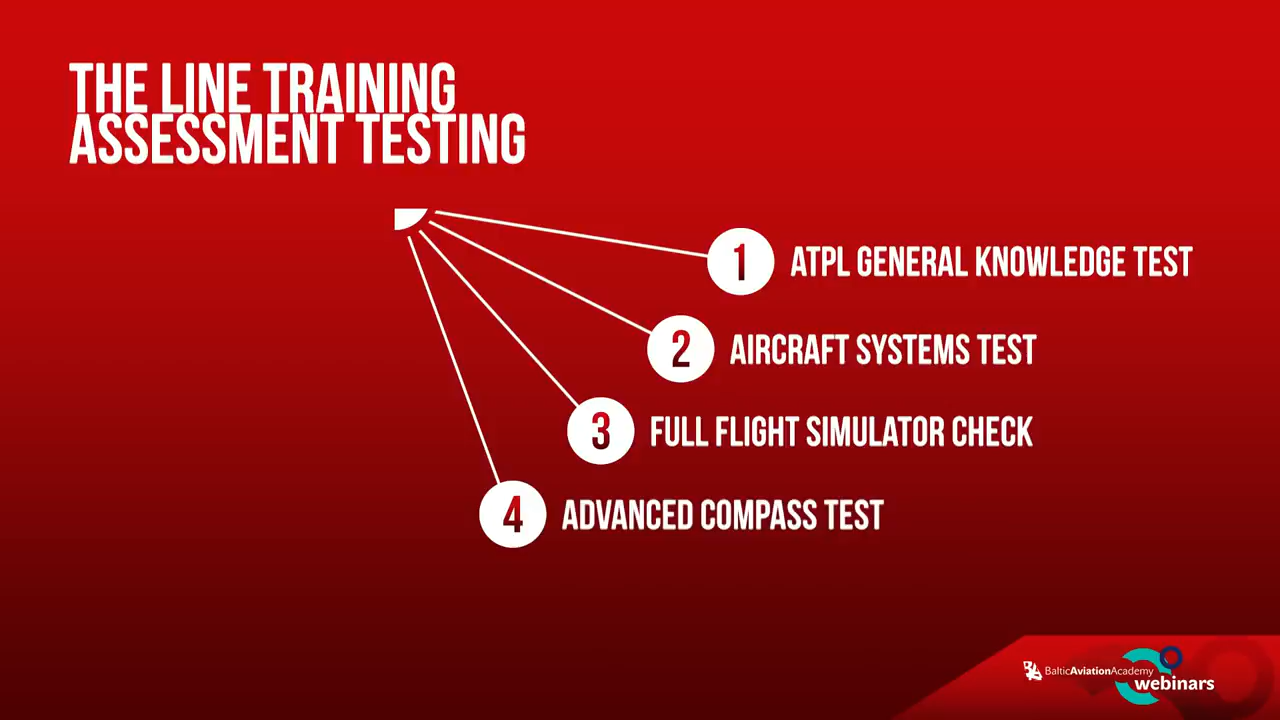 THE LINE TRAINING
ASSESSMENT TESTING
1 ATPL GENERAL KNOWLEDGE TEST
2 AIRCRAFT SYSTEMS TEST
3 FULL FLIGHT SIMULATOR CHECK
4 ADVANCED COMPASS TEST
BalticAviationAcademy
webinars